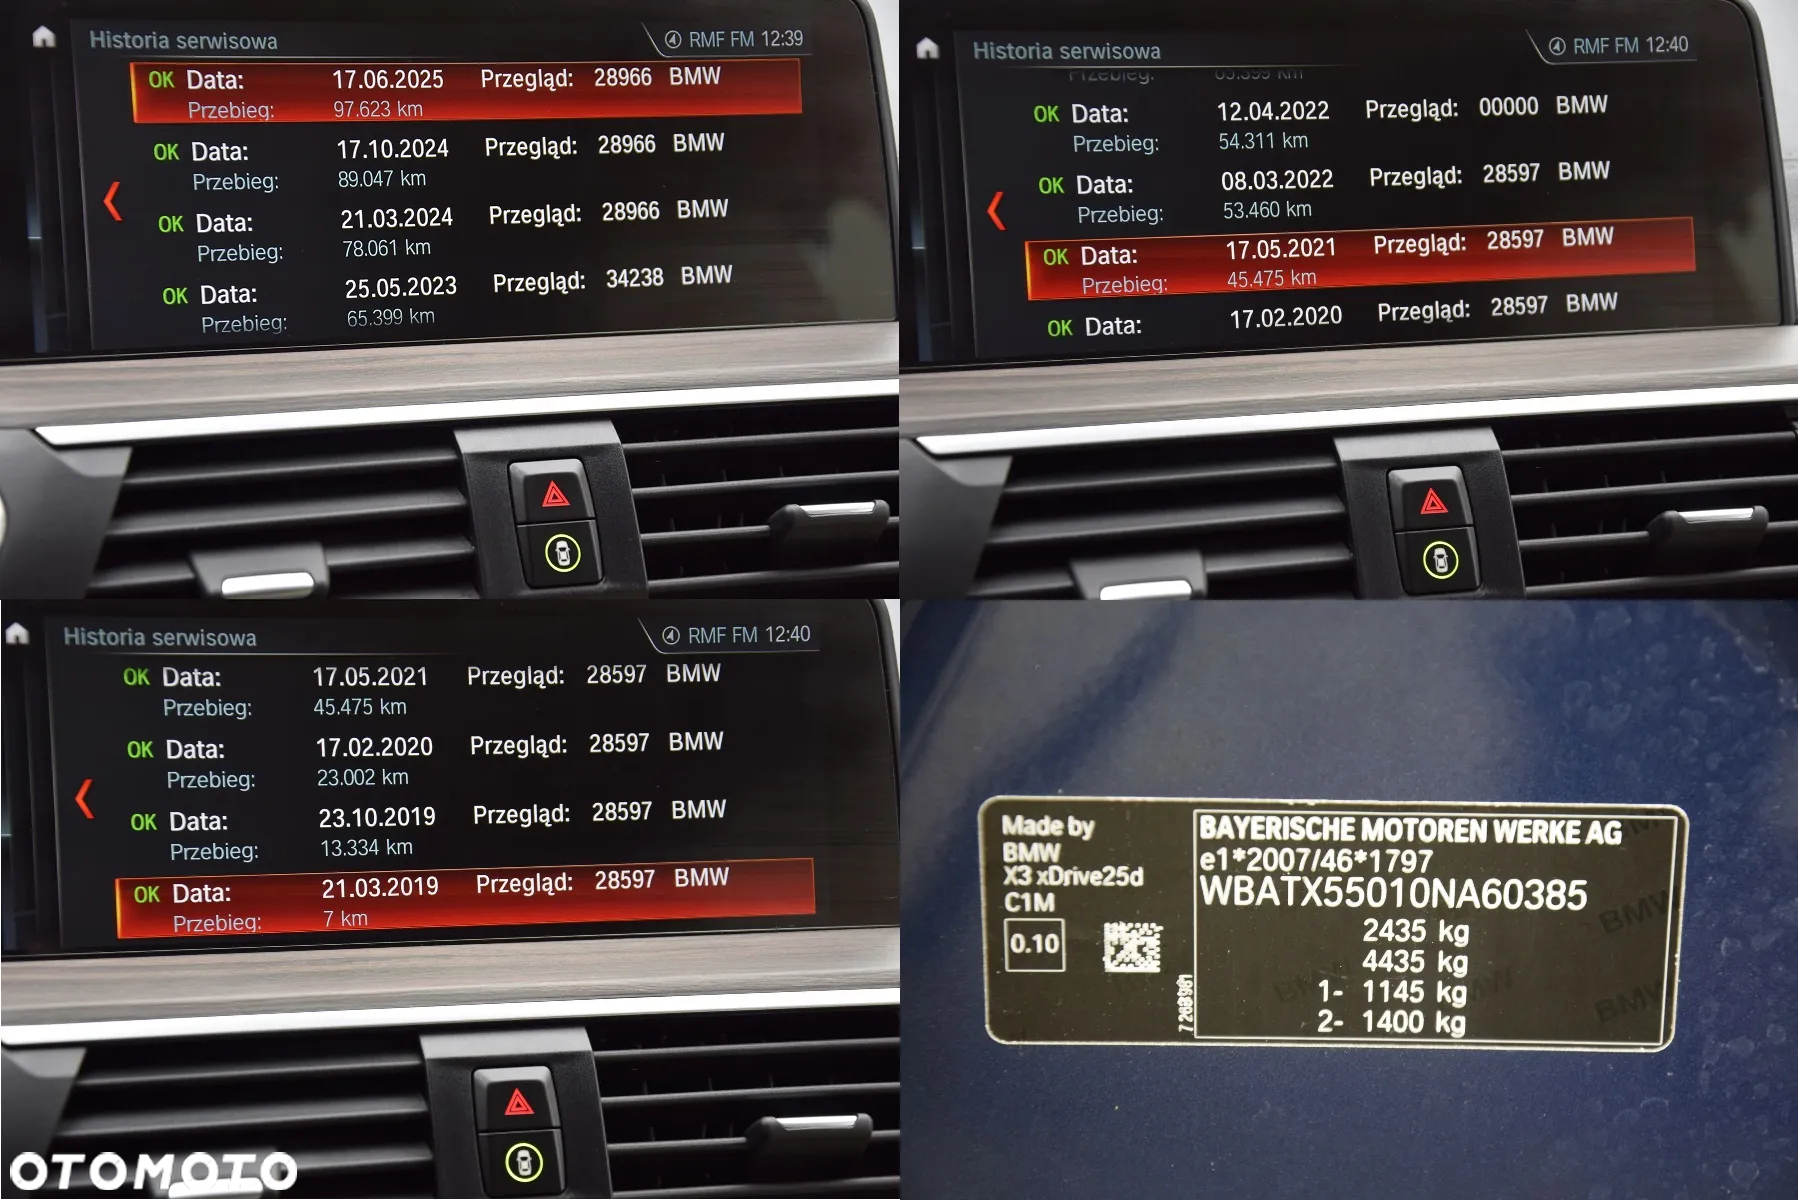 Historia serwisowa
RMF FM 12:39
OK Data: 17.06.2025 Przegląd: 28966 BMW
Przebieg: 97.623 km
OK Data: 17.10.2024 Przegląd: 28966 BMW
Przebieg: 89.047 km
OK Data: 21.03.2024 Przegląd: 28966 BMW
Przebieg: 78.061 km
OK Data: 25.05.2023 Przegląd: 34238 BMW
Przebieg: 65.399 km
Historia serwisowa
RMF FM 12:40
Przebieg: 65.399 km
OK Data: 12.04.2022 Przegląd: 00000 BMW
Przebieg: 54.311 km
OK Data: 08.03.2022 Przegląd: 28597 BMW
Przebieg: 53.460 km
OK Data: 17.05.2021 Przegląd: 28597 BMW
Przebieg: 45.475 km
OK Data: 17.02.2020 Przegląd: 28597 BMW
Historia serwisowa
RMF FM 12:40
OK Data: 17.05.2021 Przegląd: 28597 BMW
Przebieg: 45.475 km
OK Data: 17.02.2020 Przegląd: 28597 BMW
Przebieg: 23.002 km
OK Data: 23.10.2019 Przegląd: 28597 BMW
Przebieg: 13.334 km
OK Data: 21.03.2019 Przegląd: 28597 BMW
Przebieg: 7 km
OTOMOTO
Made by
BMW
X3 xDrive25d
C1M
0.10
BAYERISCHE MOTOREN WERKE AG
e1*2007/46*1797
WBATX55010NA60385
2435 kg
4435 kg
1- 1145 kg
2- 1400 kg